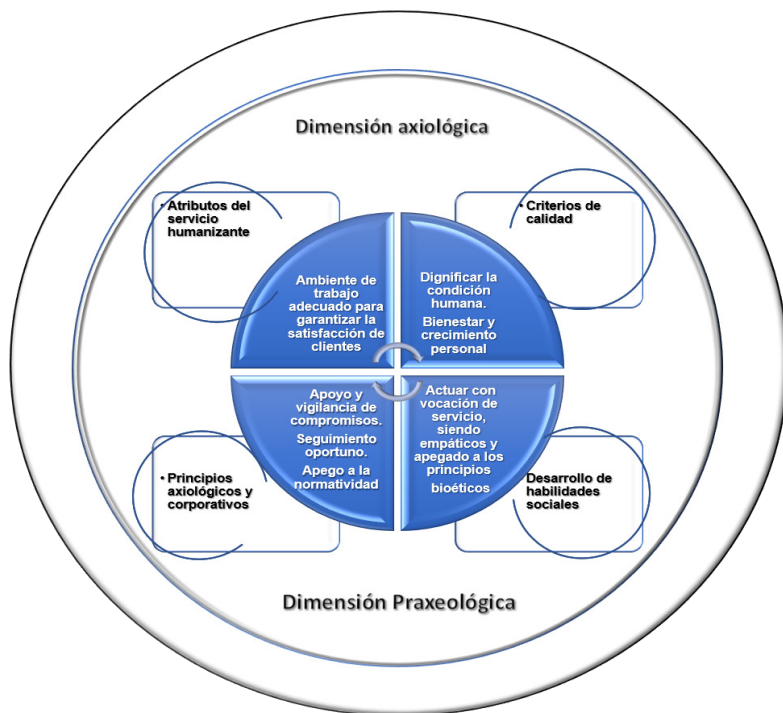 Dimensión axiológica
• Atributos del
servicio
humanizante
• Criterios de
calidad
Ambiente de
trabajo
adecuado para
garantizar la
satisfacción de
clientes
Dignificar la
condición
humana.
Bienestar y
crecimiento
personal
Apoyo y
vigilancia de
compromisos.
Seguimiento
oportuno.
Apego a la
normatividad
Actuar con
vocación de
servicio,
siendo
empáticos y
apegado a los
principios
bioéticos
• Principios
axiológicos y
corporativos
Desarrollo de
habilidades
sociales
Dimensión Praxeológica